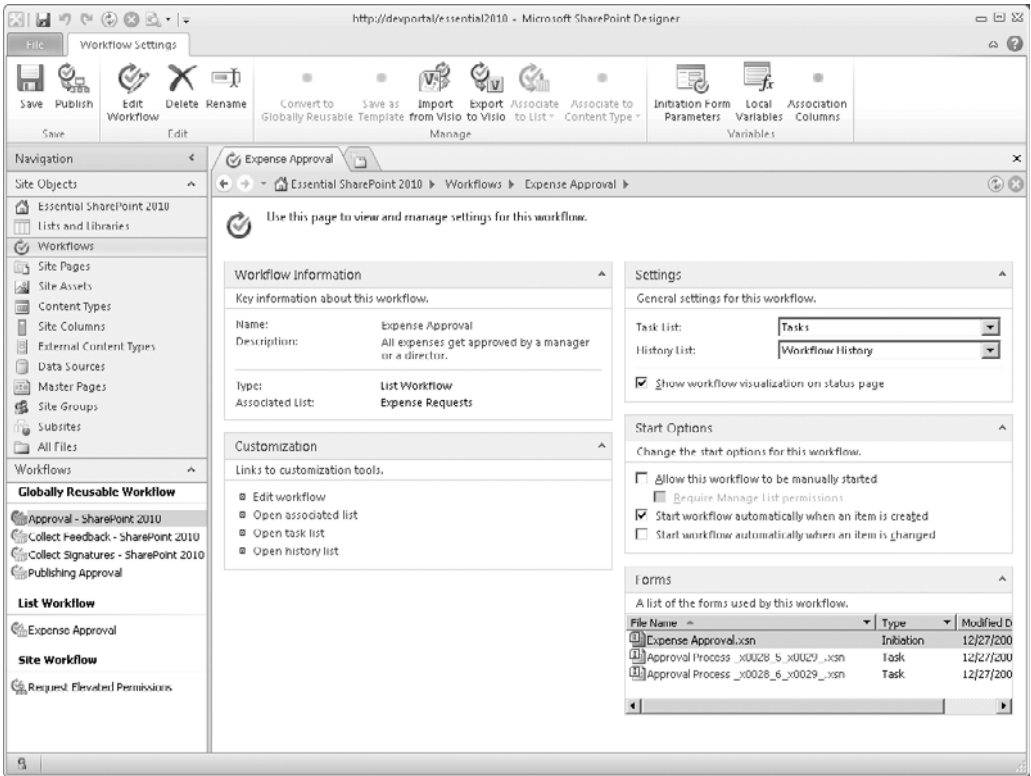 http://devportal/essential2010 - Microsoft SharePoint Designer
File
Workflow Settings
Save
Publish
Edit Workflow
Delete
Rename
Convert to Globally Reusable
Save as Template
Import from Visio
Export to Visio
Associate to List
Associate to Content Type
Initiation Form Parameters
Local Variables
Association Columns
Save
Edit
Manage
Variables
Navigation
Site Objects
Essential SharePoint 2010
Lists and Libraries
Workflows
Site Pages
Site Assets
Content Types
Site Columns
External Content Types
Data Sources
Master Pages
Site Groups
Subsites
All Files
Workflows
Globally Reusable Workflow
Approval - SharePoint 2010
Collect Feedback - SharePoint 2010
Collect Signatures - SharePoint 2010
Publishing Approval
List Workflow
Expense Approval
Site Workflow
Request Elevated Permissions
Expense Approval
Essential SharePoint 2010 Workflows Expense Approval
Use this page to view and manage settings for this workflow.
Workflow Information
Key information about this workflow.
Name: Expense Approval
Description: All expenses get approved by a manager
or a director.
Type: List Workflow
Associated List: Expense Requests
Customization
Links to customization tools.
Edit workflow
Open associated list
Open task list
Open history list
Settings
General settings for this workflow.
Task List: Tasks
History List: Workflow History
Show workflow visualization on status page
Start Options
Change the start options for this workflow.
Allow this workflow to be manually started
Require Manage List permissions
Start workflow automatically when an item is created
Start workflow automatically when an item is changed
Forms
A list of the forms used by this workflow.
File Name Type Modified D
Expense Approval.xsn Initiation 12/27/200
Approval Process _x0028_5_x0029_.xsn Task 12/27/200
Approval Process _x0028_6_x0029_.xsn Task 12/27/200